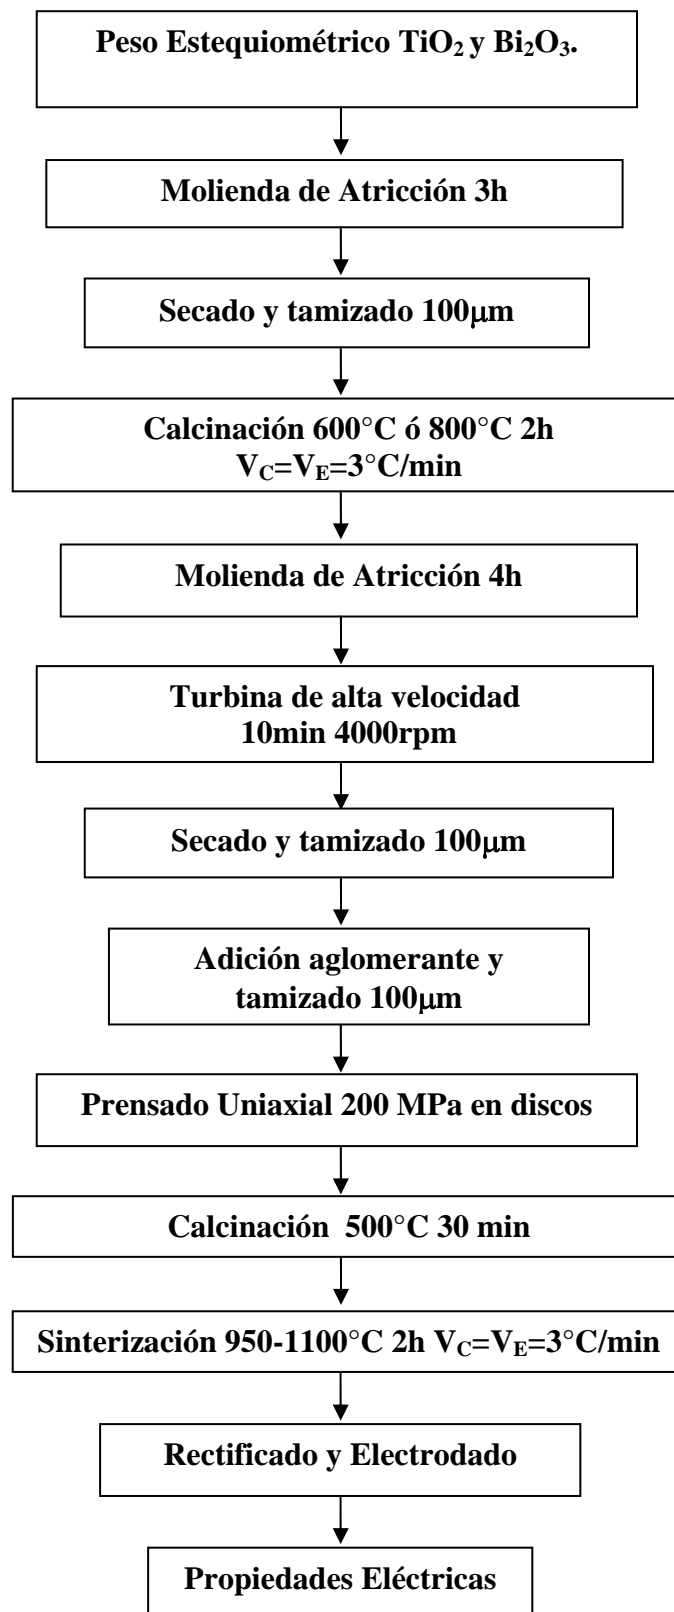 Peso Estequiométrico TiO₂ y Bi₂O₃.
Molienda de Atricción 3h
Secado y tamizado 100μm
Calcinación 600°C ó 800°C 2h
V_C=V_E=3°C/min
Molienda de Atricción 4h
Turbina de alta velocidad
10min 4000rpm
Secado y tamizado 100μm
Adición aglomerante y
tamizado 100μm
Prensado Uniaxial 200 MPa en discos
Calcinación 500°C 30 min
Sinterización 950-1100°C 2h V_C=V_E=3°C/min
Rectificado y Electrodado
Propiedades Eléctricas